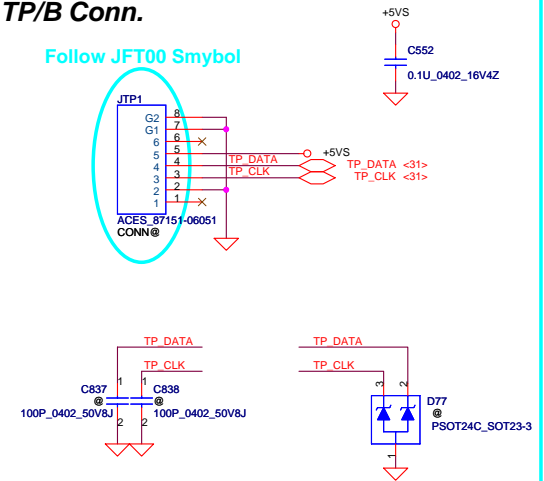 TP/B Conn.
+5VS
Follow JFT00 Smybol
C552
0.1U_0402_16V4Z
JTP1
G2 8
G1 7
6 6
5 5 +5VS
4 4 TP_DATA TP_DATA <31>
3 3 TP_CLK TP_CLK <31>
2 2
1 1
ACES_87151-06051
CONN@
TP_DATA TP_DATA
TP_CLK TP_CLK
1 1 3 2
C837 C838
@ @
100P_0402_50V8J 100P_0402_50V8J
2 2
D77
@
PSOT24C_SOT23-3
1